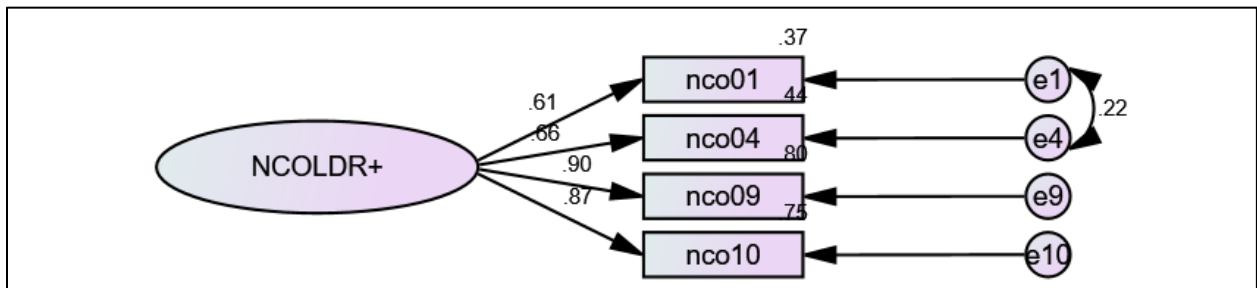 .37
nco01
e1
.61
.44
.22
.66
nco04
e4
NCOLDR+
.80
.90
nco09
e9
.87
.75
nco10
e10